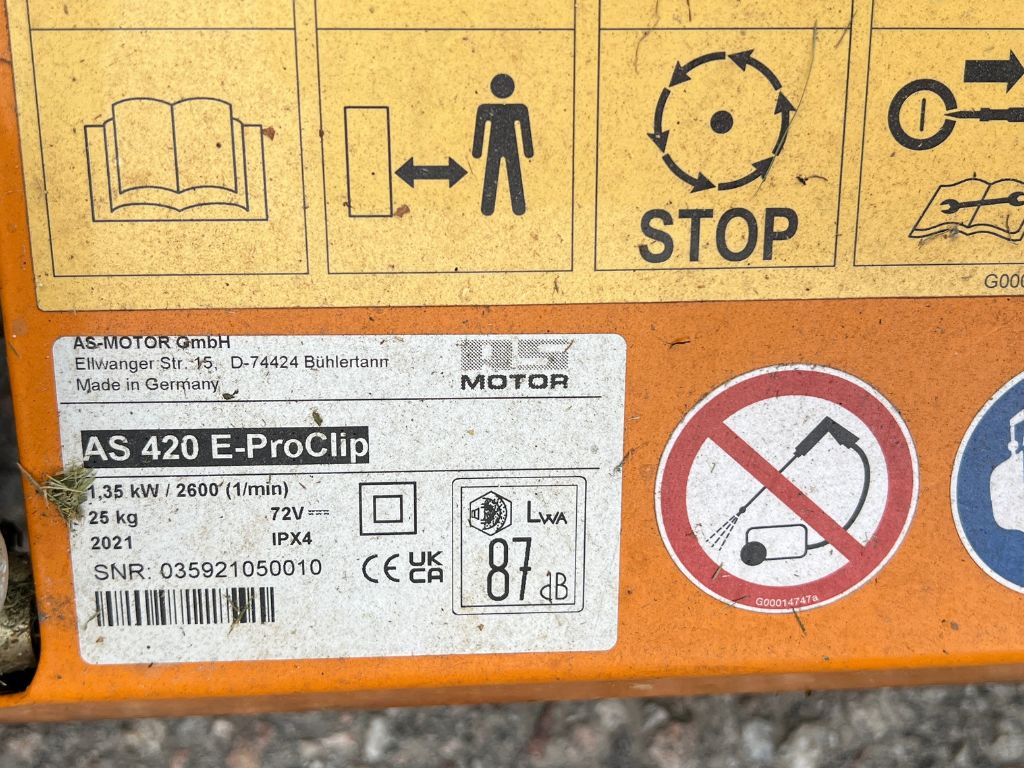 STOP
G000
AS-MOTOR GmbH
Ellwanger Str. 15, D-74424 Bühlertann
Made in Germany
AS
MOTOR
AS 420 E-ProClip
1,35 kW / 2600 (1/min)
25 kg 72V
2021 IPX4
SNR: 035921050010
CE UK
CA
LWA
87 dB
G00014747a